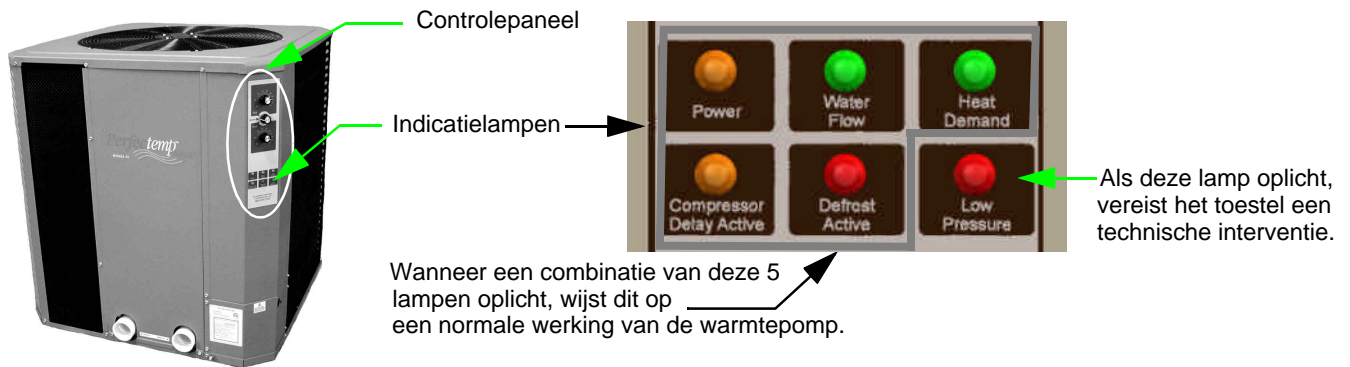 Controlepaneel
Indicatielampen
Perfectemp
Power
Water
Flow
Heat
Demand
Compressor
Delay Active
Defrost
Active
Low
Pressure
Als deze lamp oplicht,
vereist het toestel een
technische interventie.
Wanneer een combinatie van deze 5
lampen oplicht, wijst dit op
een normale werking van de warmtepomp.